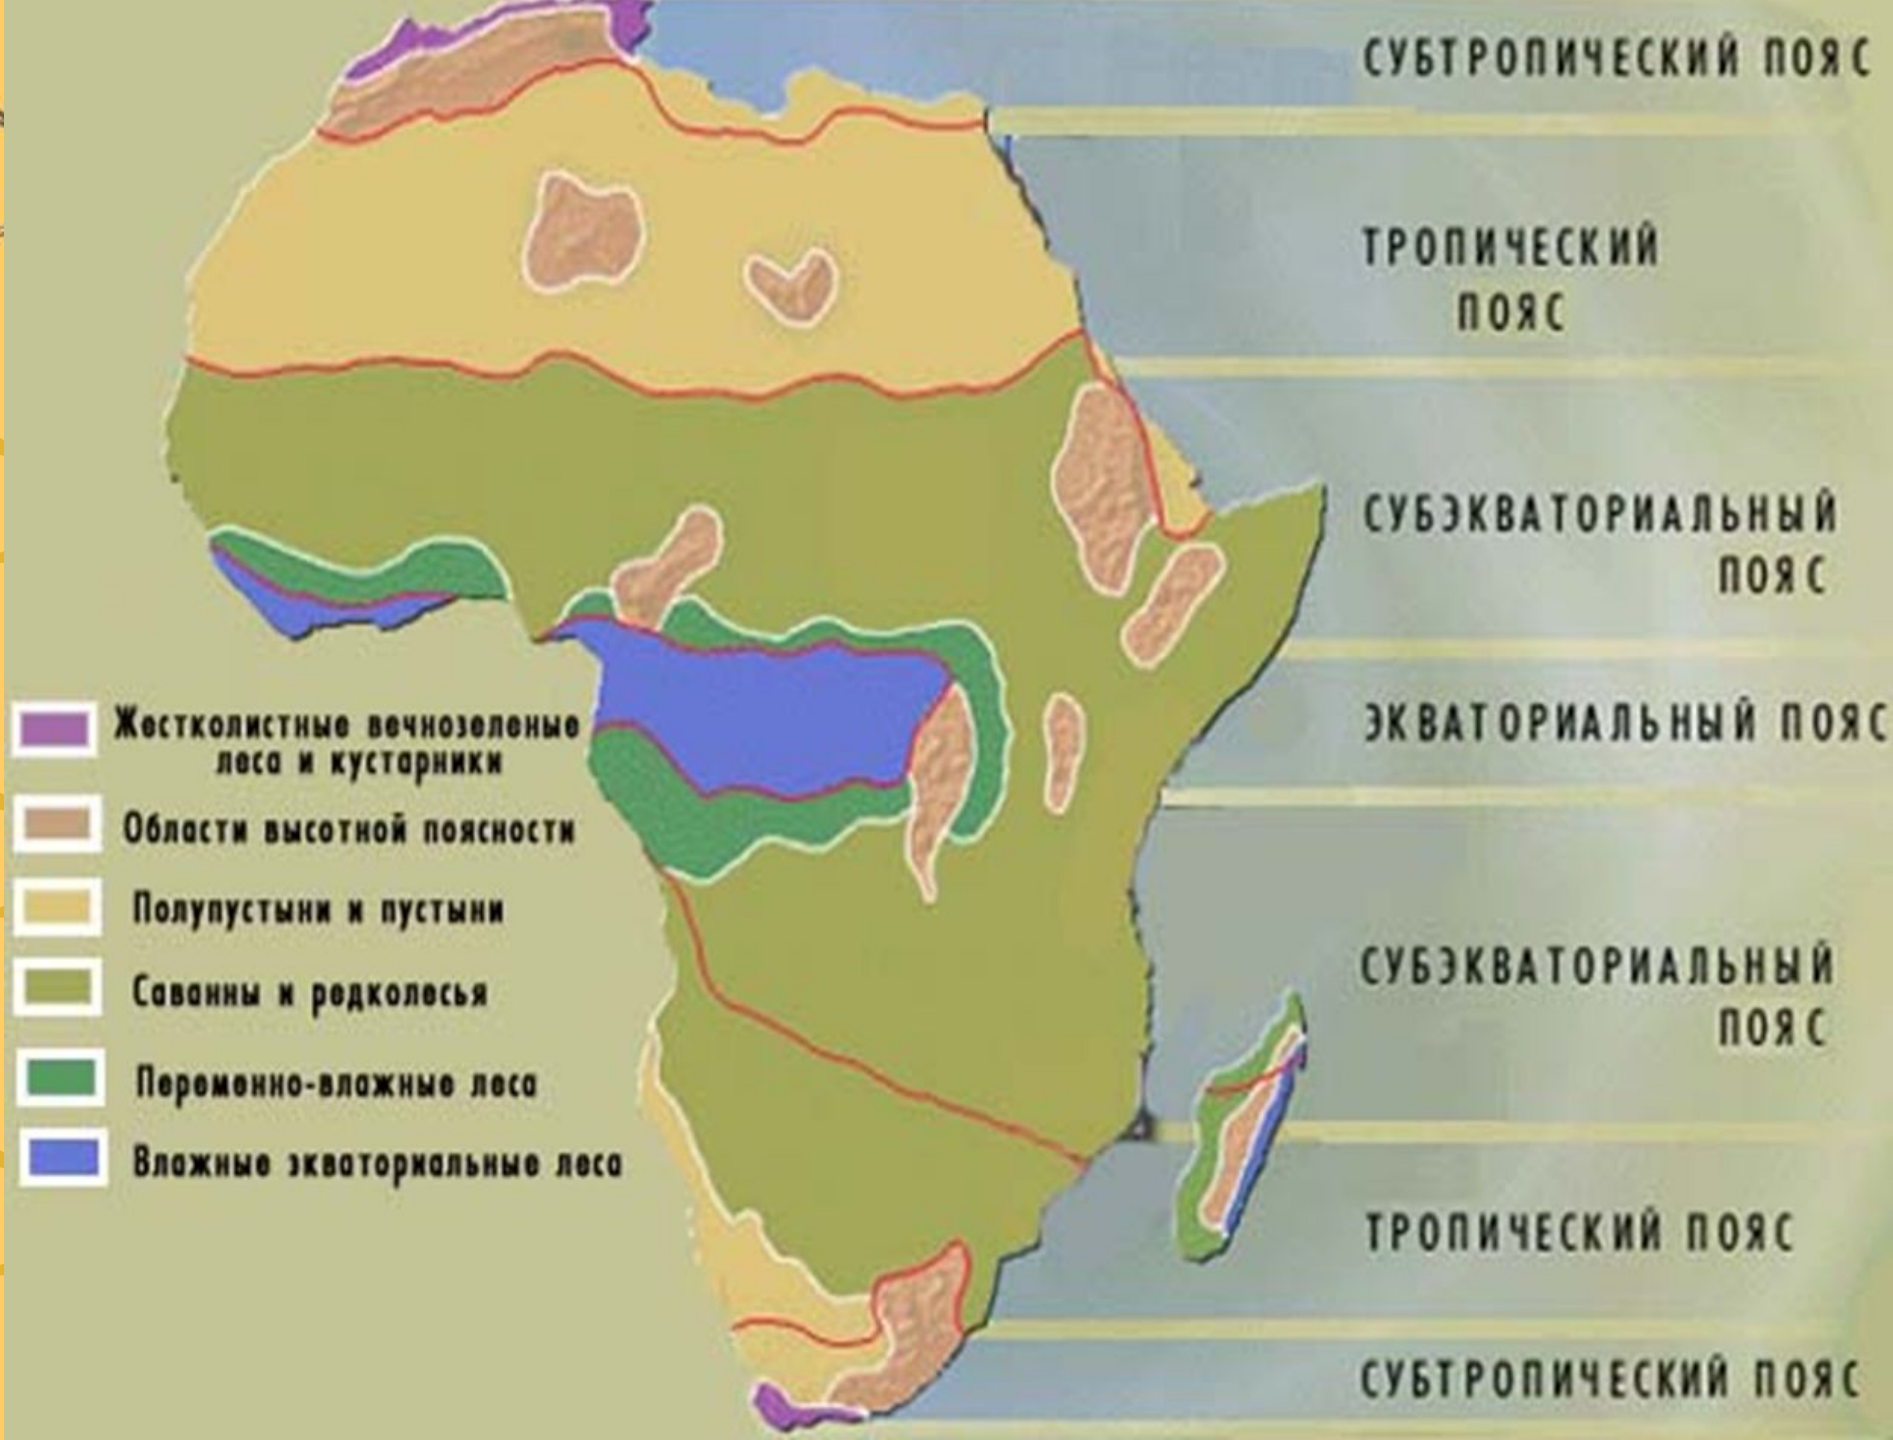 СУБТРОПИЧЕСКИЙ ПОЯС
ТРОПИЧЕСКИЙ
ПОЯС
СУБЭКВАТОРИАЛЬНЫЙ
ПОЯС
ЭКВАТОРИАЛЬНЫЙ ПОЯС
СУБЭКВАТОРИАЛЬНЫЙ
ПОЯС
ТРОПИЧЕСКИЙ ПОЯС
СУБТРОПИЧЕСКИЙ ПОЯС
Жестколистные вечнозеленые
леса и кустарники
Области высотной поясности
Полупустыни и пустыни
Саванны и редколесья
Переменно-влажные леса
Влажные экваториальные леса